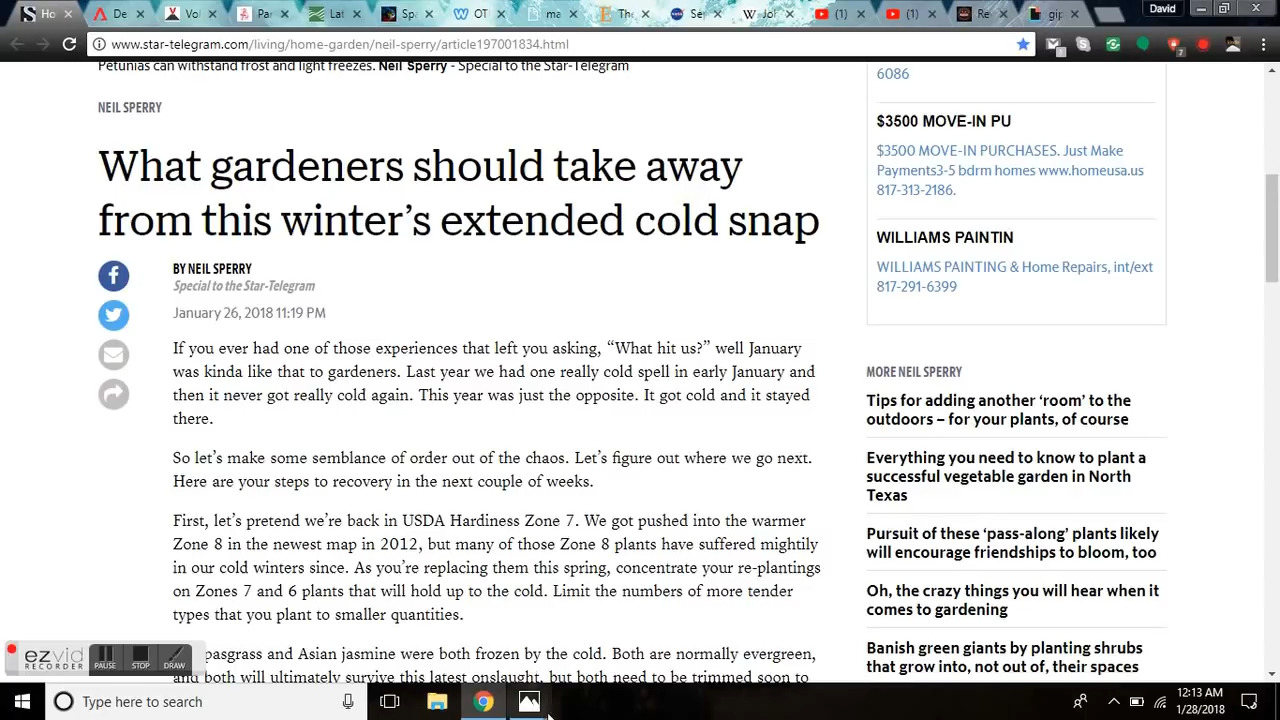 Ho
De
Vol
Par
Lat
Spa
OT
ma
The
Se
W Joh
(1)
(1)
Re
gip
David
www.star-telegram.com/living/home-garden/neil-sperry/article197001834.html
7
Petunias can withstand frost and light freezes. Neil Sperry - Special to the Star-Telegram
NEIL SPERRY
What gardeners should take away
from this winter's extended cold snap
BY NEIL SPERRY
Special to the Star-Telegram
January 26, 2018 11:19 PM
If you ever had one of those experiences that left you asking, “What hit us?” well January
was kinda like that to gardeners. Last year we had one really cold spell in early January and
then it never got really cold again. This year was just the opposite. It got cold and it stayed
there.
So let’s make some semblance of order out of the chaos. Let’s figure out where we go next.
Here are your steps to recovery in the next couple of weeks.
First, let’s pretend we’re back in USDA Hardiness Zone 7. We got pushed into the warmer
Zone 8 in the newest map in 2012, but many of those Zone 8 plants have suffered mightily
in our cold winters since. As you’re replacing them this spring, concentrate your re-plantings
on Zones 7 and 6 plants that will hold up to the cold. Limit the numbers of more tender
types that you plant to smaller quantities.
pasgrass and Asian jasmine were both frozen by the cold. Both are normally evergreen,
and both will ultimately survive this latest onslaught, but both need to be trimmed soon to
6086
$3500 MOVE-IN PU
$3500 MOVE-IN PURCHASES. Just Make
Payments3-5 bdrm homes www.homeusa.us
817-313-2186.
WILLIAMS PAINTIN
WILLIAMS PAINTING & Home Repairs, int/ext
817-291-6399
MORE NEIL SPERRY
Tips for adding another ‘room’ to the
outdoors – for your plants, of course
Everything you need to know to plant a
successful vegetable garden in North
Texas
Pursuit of these ‘pass-along’ plants likely
will encourage friendships to bloom, too
Oh, the crazy things you will hear when it
comes to gardening
Banish green giants by planting shrubs
that grow into, not out of, their spaces
ezvid
RECORDER
PAUSE
STOP
DRAW
Type here to search
12:13 AM
1/28/2018